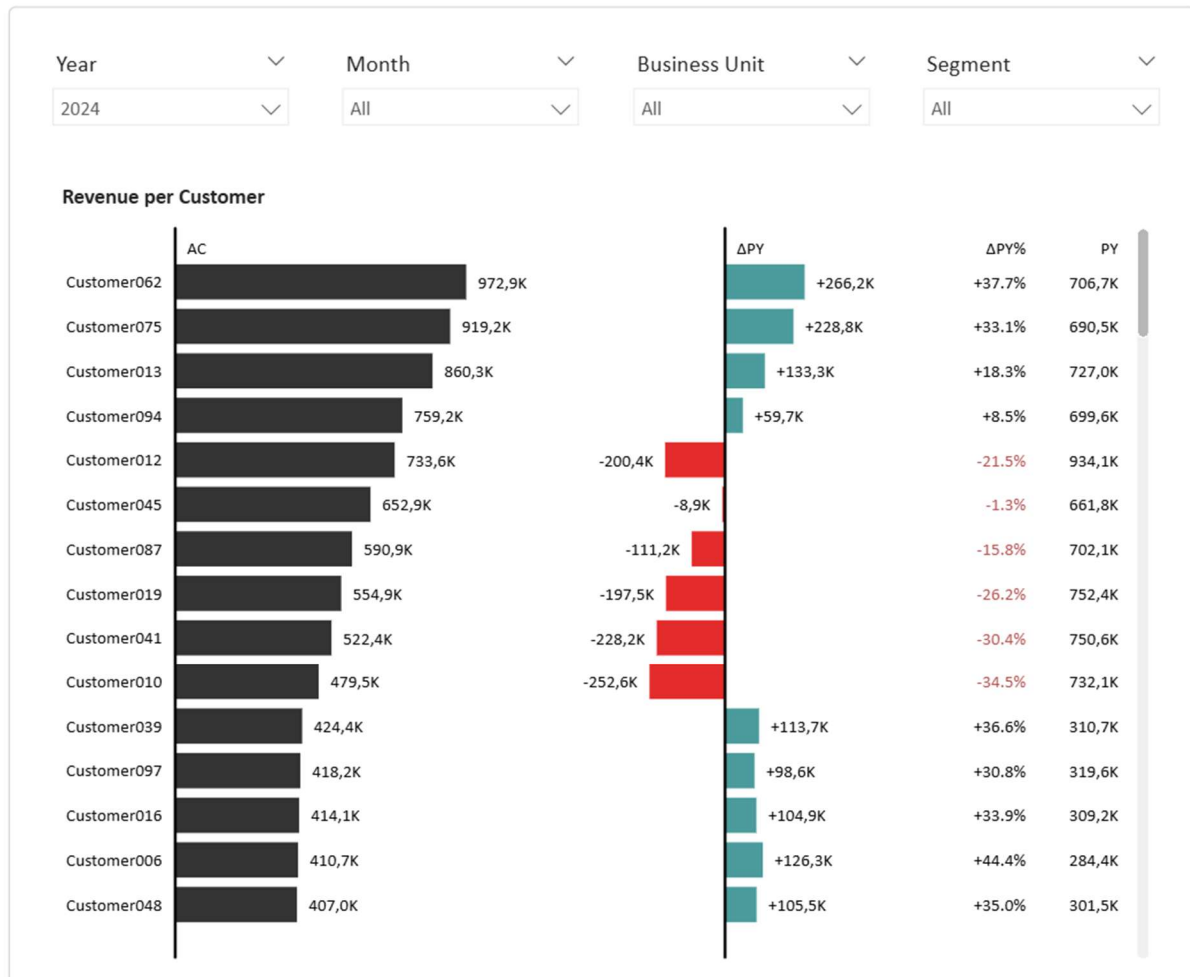 Year Month Business Unit Segment
2024 All All All
Revenue per Customer
AC ΔPY ΔPY% PY
Customer062 972,9K +266,2K +37.7% 706,7K
Customer075 919,2K +228,8K +33.1% 690,5K
Customer013 860,3K +133,3K +18.3% 727,0K
Customer094 759,2K +59,7K +8.5% 699,6K
Customer012 733,6K -200,4K -21.5% 934,1K
Customer045 652,9K -8,9K -1.3% 661,8K
Customer087 590,9K -111,2K -15.8% 702,1K
Customer019 554,9K -197,5K -26.2% 752,4K
Customer041 522,4K -228,2K -30.4% 750,6K
Customer010 479,5K -252,6K -34.5% 732,1K
Customer039 424,4K +113,7K +36.6% 310,7K
Customer097 418,2K +98,6K +30.8% 319,6K
Customer016 414,1K +104,9K +33.9% 309,2K
Customer006 410,7K +126,3K +44.4% 284,4K
Customer048 407,0K +105,5K +35.0% 301,5K